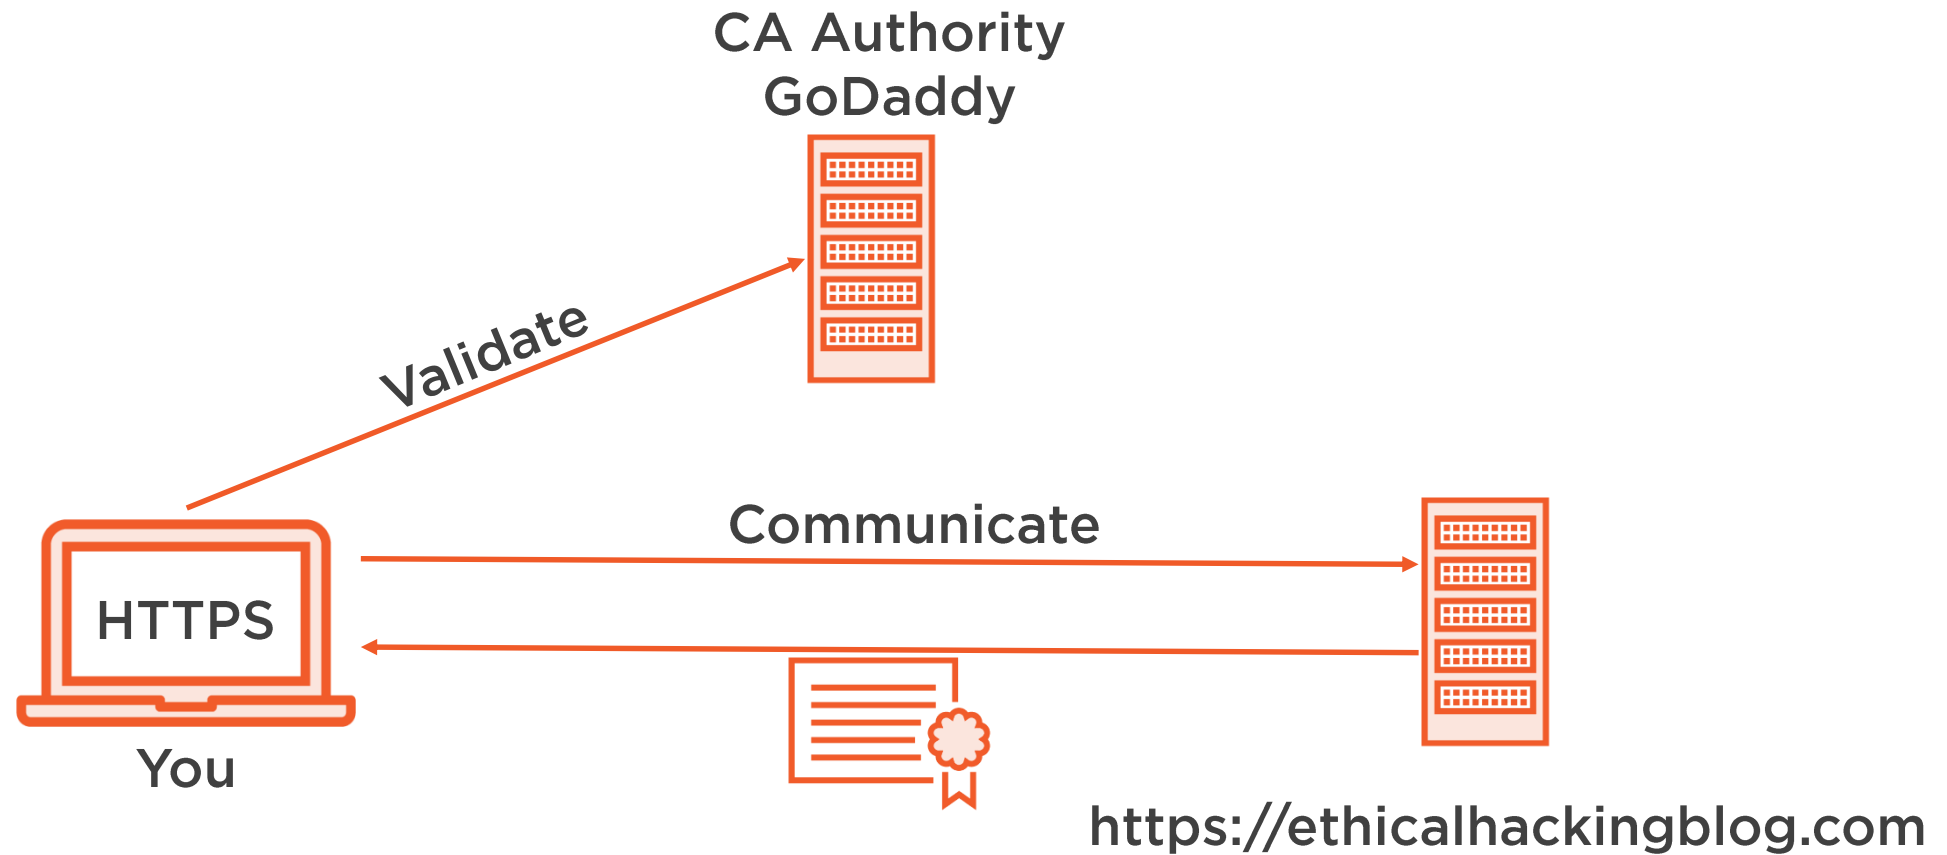 CA Authority
GoDaddy
Validate
Communicate
HTTPS
You
https://ethicalhackingblog.com